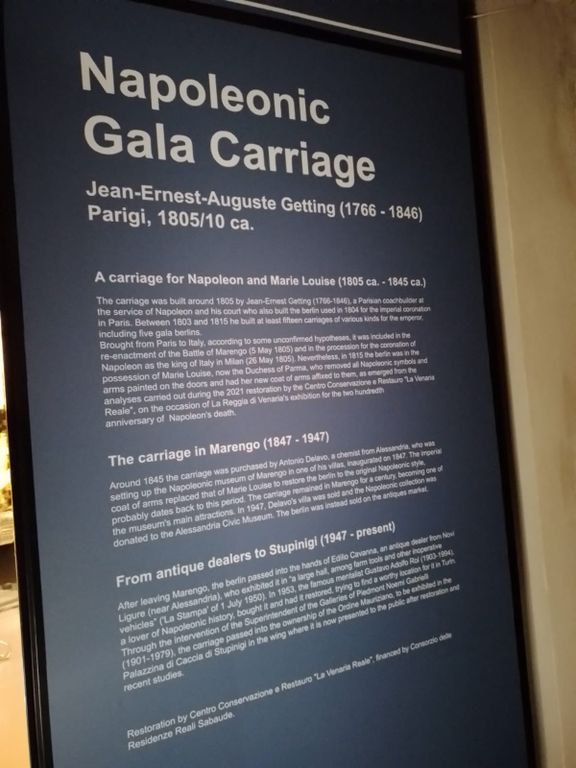 Napoleonic
Gala Carriage
Jean-Ernest-Auguste Getting (1766 - 1846)
Parigi, 1805/10 ca.
A carriage for Napoleon and Marie Louise (1805 ca. - 1845 ca.)
The carriage was built around 1805 by Jean-Ernest Getting (1766-1846), a Parisian coachbuilder at
the service of Napoleon and his court who also built the berlin used in 1804 for the imperial coronation
in Paris. Between 1803 and 1815 he built at least fifteen carriages of various kinds for the emperor,
including five gala berlins.
Brought from Paris to Italy, according to some unconfirmed hypotheses, it was included in the
re-enactment of the Battle of Marengo (5 May 1805) and in the procession for the coronation of
Napoleon as the king of Italy in Milan (26 May 1805). Nevertheless, in 1815 the berlin was in the
possession of Marie Louise, now the Duchess of Parma, who removed all Napoleonic symbols and
arms painted on the doors and had her new coat of arms affixed to them, as emerged from the
analyses carried out during the 2021 restoration by the Centro Conservazione e Restauro "La Venaria
Reale", on the occasion of La Reggia di Venaria's exhibition for the two hundredth
anniversary of Napoleon's death.
The carriage in Marengo (1847 - 1947)
Around 1845 the carriage was purchased by Antonio Delavo, a chemist from Alessandria, who was
setting up the Napoleonic museum of Marengo in one of his villas, inaugurated on 1847. The imperial
coat of arms replaced that of Marie Louise to restore the berlin to the original Napoleonic style,
probably dates back to this period. The carriage remained in Marengo for a century, becoming one of
the museum's main attractions. In 1947, Delavo's villa was sold and the Napoleonic collection was
donated to the Alessandria Civic Museum. The berlin was instead sold on the antiques market.
From antique dealers to Stupinigi (1947 - present)
After leaving Marengo, the berlin passed into the hands of Edilio Cavanna, an antique dealer from Novi
Ligure (near Alessandria), who exhibited it in "a large hall, among farm tools and other inoperative
vehicles" ("La Stampa' of 1 July 1950). In 1953, the famous mentalist Gustavo Adolfo Rol (1903-1994),
a lover of Napoleonic history, bought it and had it restored, trying to find a worthy location for it in Turin.
Through the intervention of the Superintendent of the Galleries of Piedmont Noemi Gabrielli
(1901-1979), the carriage passed into the ownership of the Ordine Mauriziano, to be exhibited in the
Palazzina di Caccia di Stupinigi in the wing where it is now presented to the public after restoration and
recent studies.
Restoration by Centro Conservazione e Restauro "La Venaria Reale", financed by Consorzio delle
Residenze Reali Sabaude.